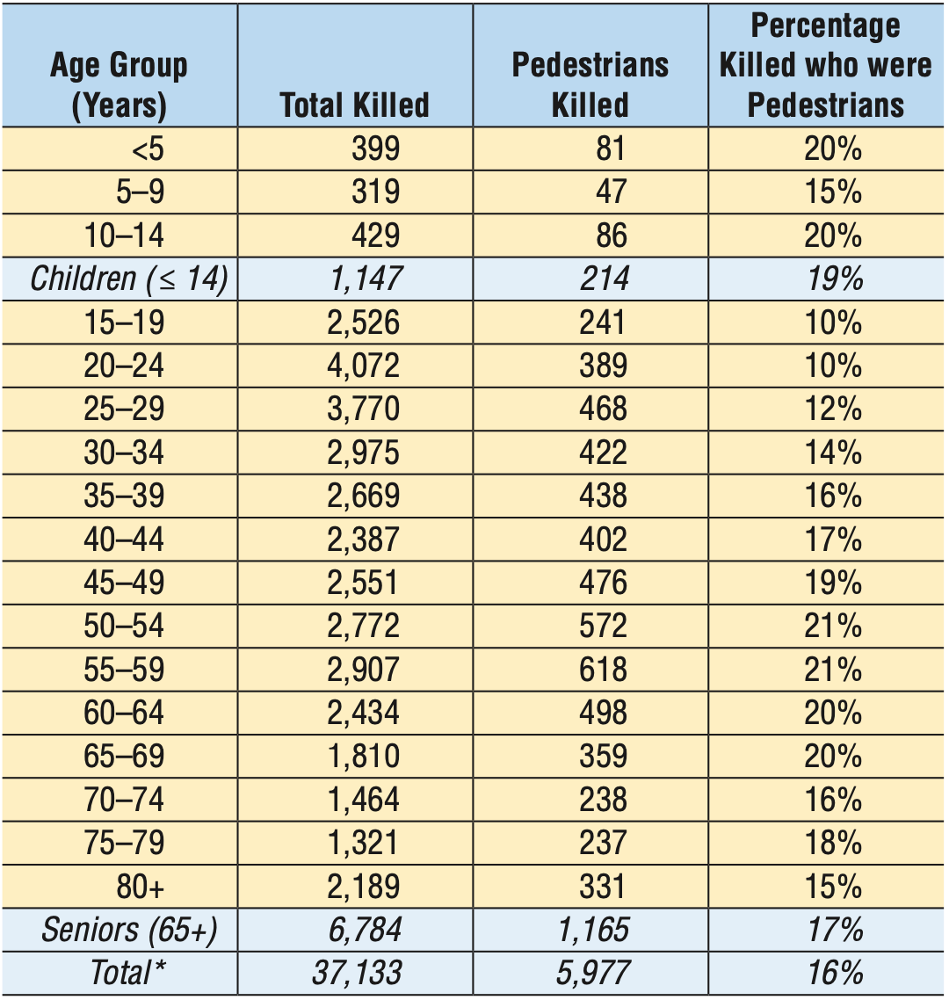 Age Group (Years) Total Killed Pedestrians Killed Percentage Killed who were Pedestrians
<5 399 81 20%
5–9 319 47 15%
10–14 429 86 20%
Children (≤ 14) 1,147 214 19%
15–19 2,526 241 10%
20–24 4,072 389 10%
25–29 3,770 468 12%
30–34 2,975 422 14%
35–39 2,669 438 16%
40–44 2,387 402 17%
45–49 2,551 476 19%
50–54 2,772 572 21%
55–59 2,907 618 21%
60–64 2,434 498 20%
65–69 1,810 359 20%
70–74 1,464 238 16%
75–79 1,321 237 18%
80+ 2,189 331 15%
Seniors (65+) 6,784 1,165 17%
Total* 37,133 5,977 16%